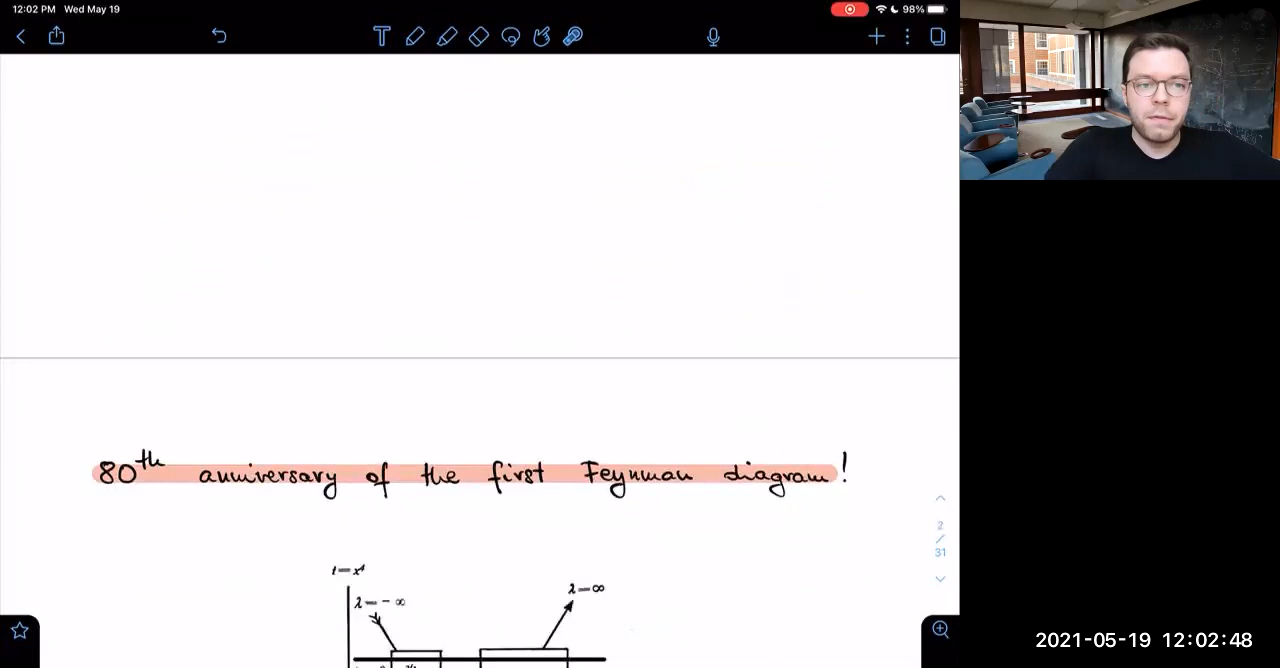 12:02 PM Wed May 19
98%
80th anniversary of the first Feynman diagram!
2
/
31
t=x⁴
λ=-∞
λ=∞
2021-05-19 12:02:48